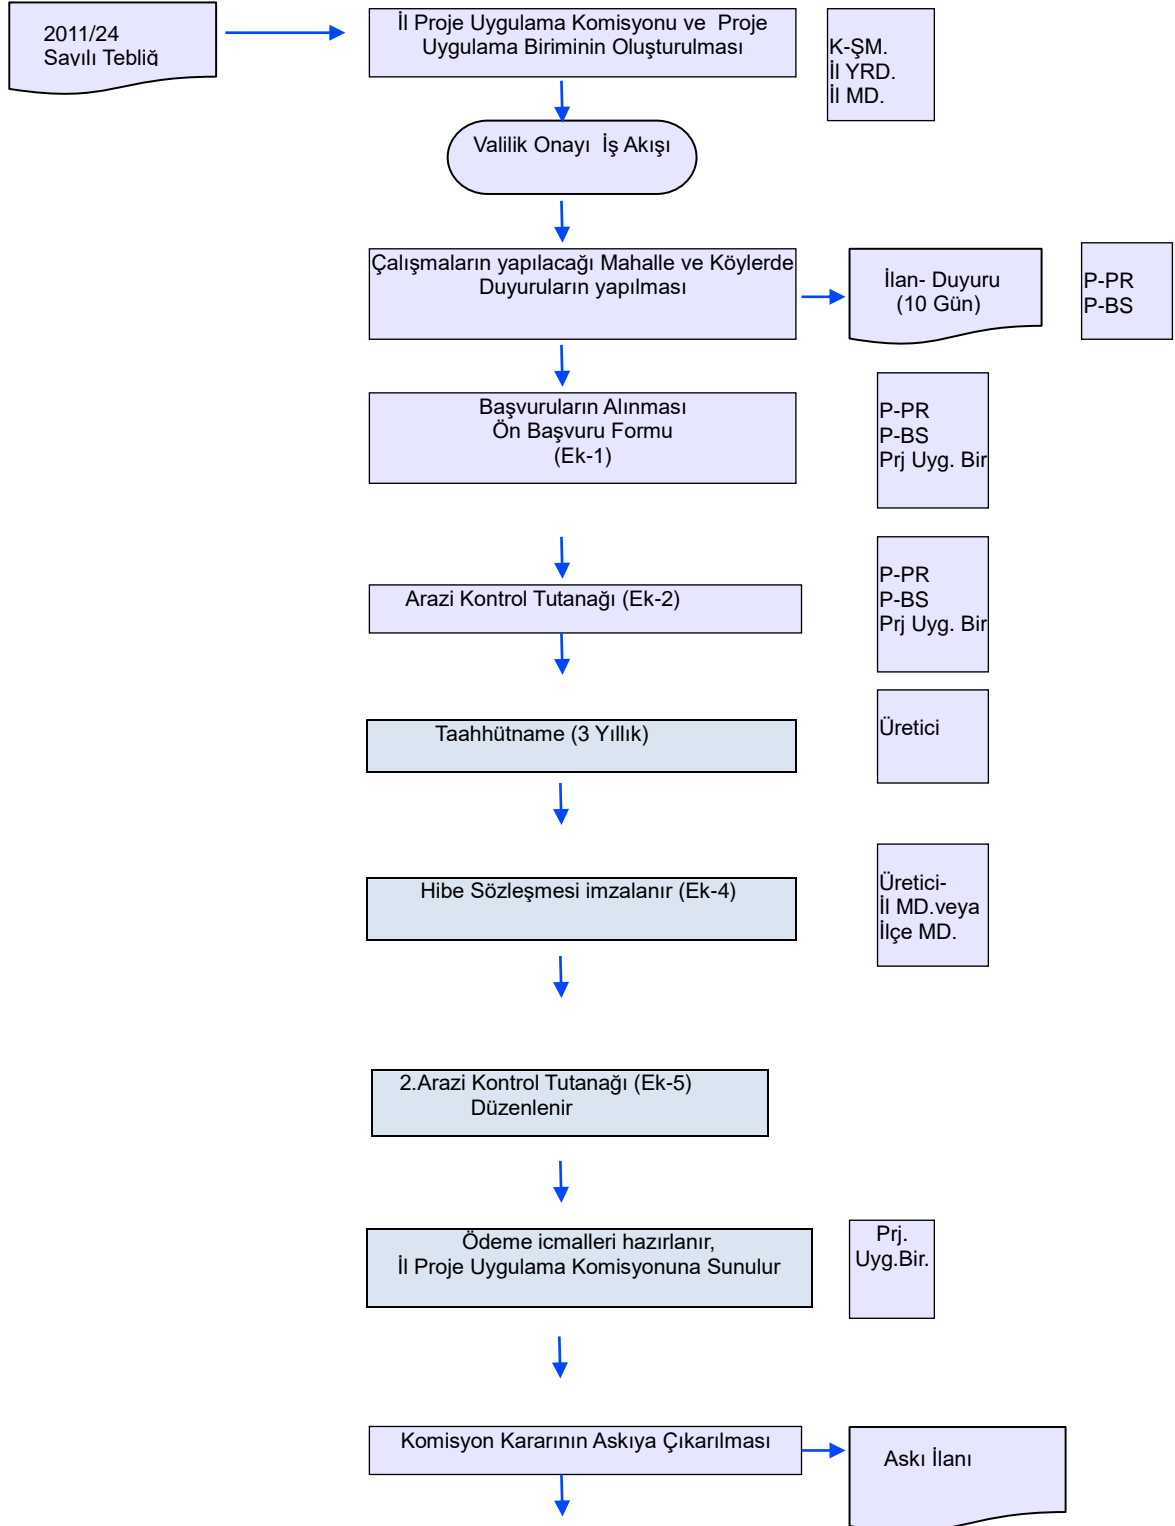 2011/24
Sayılı Tebliğ
İl Proje Uygulama Komisyonu ve Proje
Uygulama Biriminin Oluşturulması
K-ŞM.
İl YRD.
İl MD.
Valilik Onayı İş Akışı
Çalışmaların yapılacağı Mahalle ve Köylerde
Duyuruların yapılması
İlan- Duyuru
(10 Gün)
P-PR
P-BS
Başvuruların Alınması
Ön Başvuru Formu
(Ek-1)
P-PR
P-BS
Prj Uyg. Bir
Arazi Kontrol Tutanağı (Ek-2)
P-PR
P-BS
Prj Uyg. Bir
Taahhütname (3 Yıllık)
Üretici
Hibe Sözleşmesi imzalanır (Ek-4)
Üretici-
İl MD.veya
İlçe MD.
2.Arazi Kontrol Tutanağı (Ek-5)
Düzenlenir
Ödeme icmalleri hazırlanır,
İl Proje Uygulama Komisyonuna Sunulur
Prj.
Uyg.Bir.
Komisyon Kararının Askıya Çıkarılması
Askı İlanı